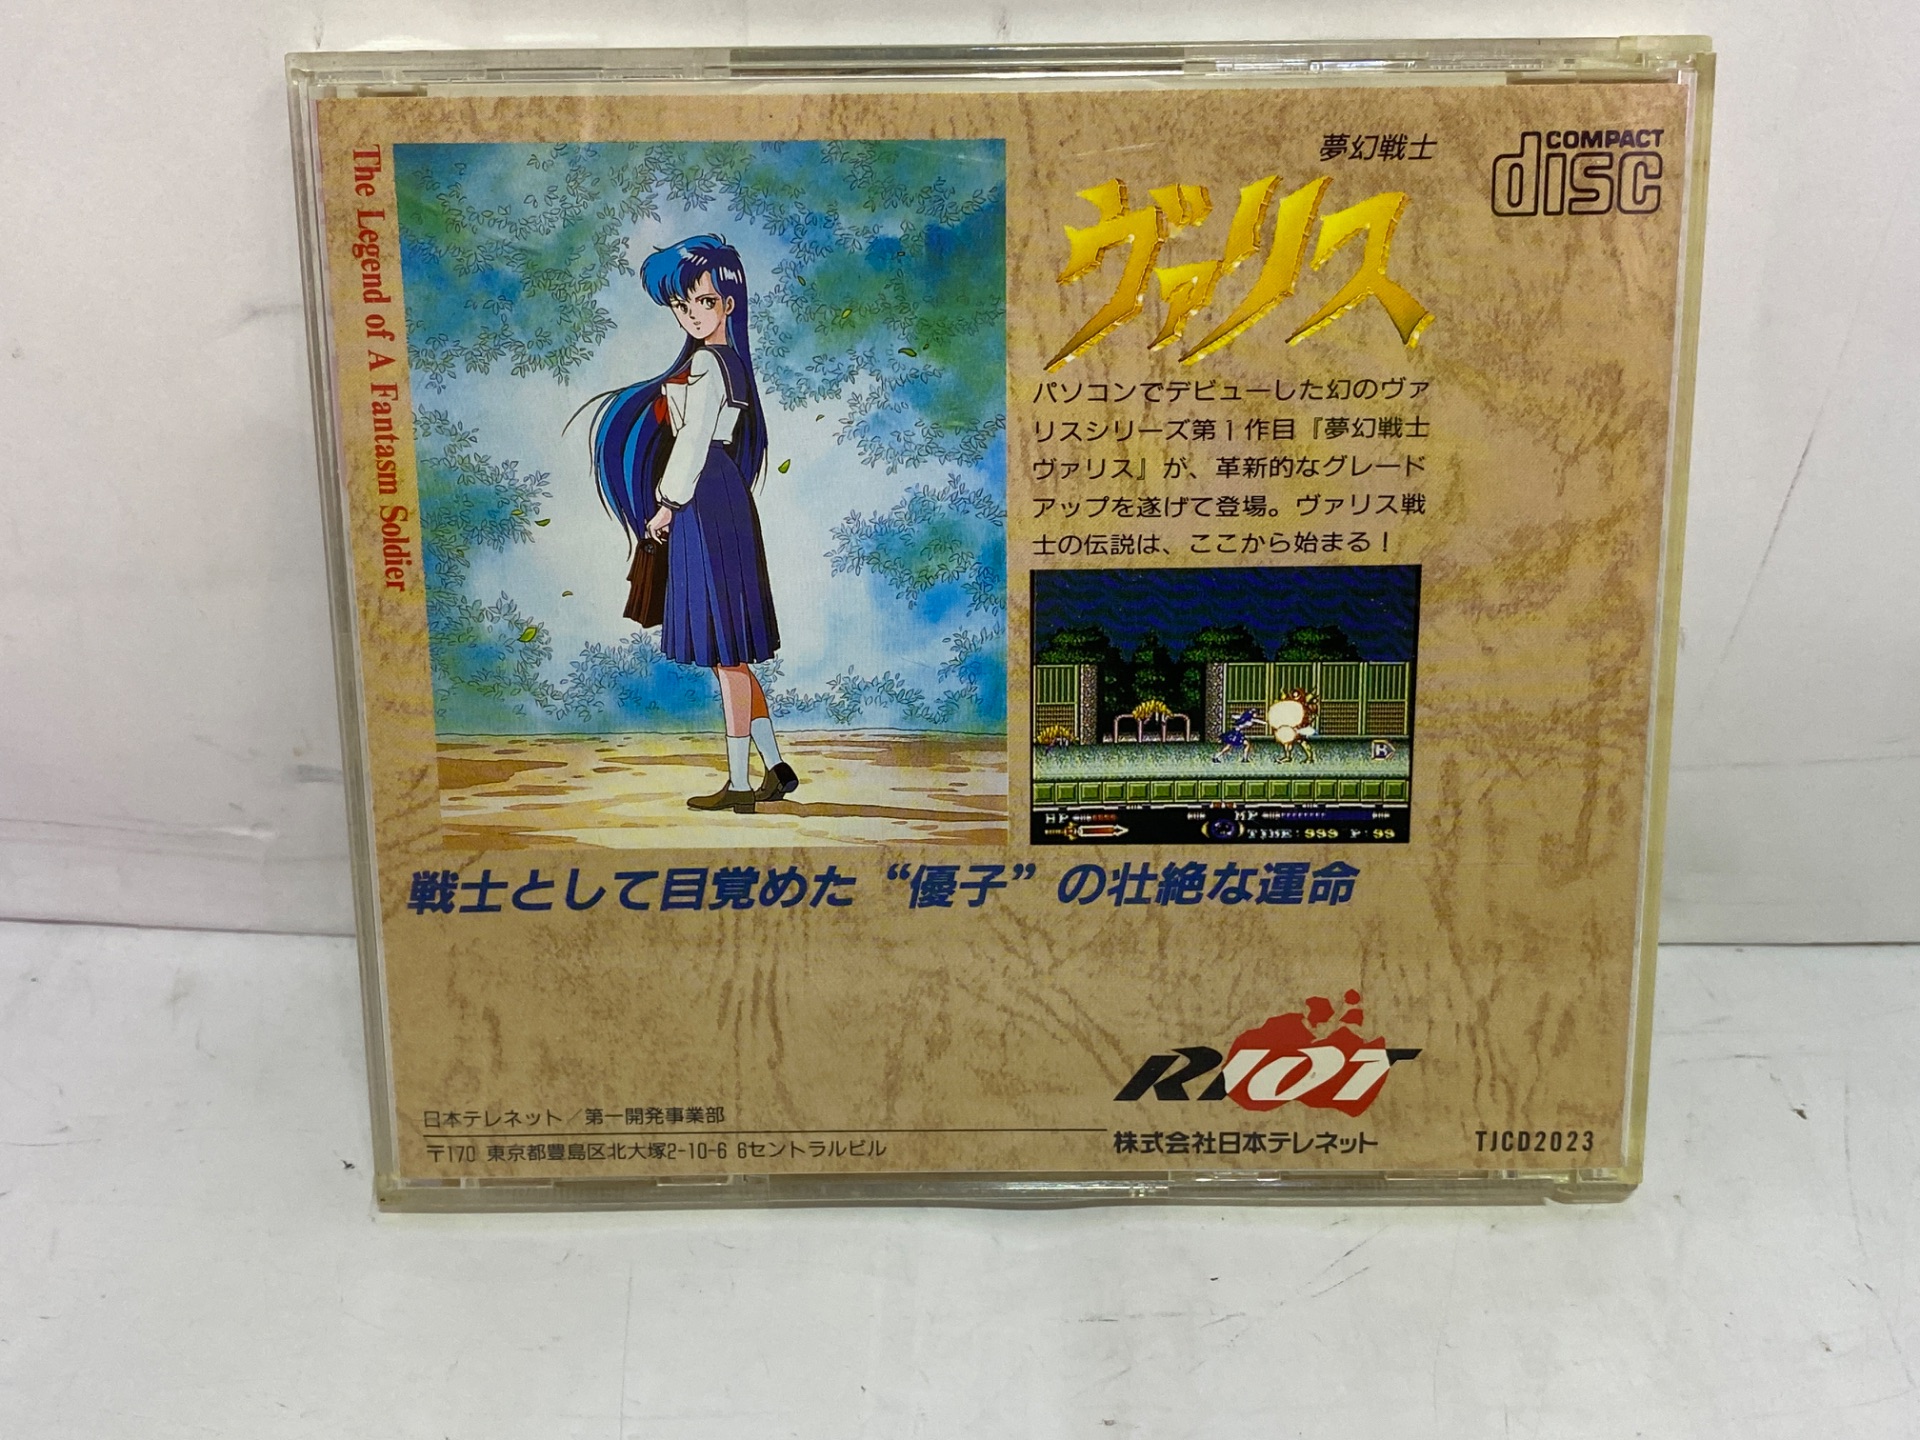 The Legend of A Fantasm Soldier
夢幻戦士
COMPACT
disc
ヴァリス
パソコンでデビューした幻のヴァ
リスシリーズ第1作目『夢幻戦士
ヴァリス』が、革新的なグレード
アップを遂げて登場。ヴァリス戦
士の伝説は、ここから始まる!
HP
MP
TIME:999 P:99
戦士として目覚めた“優子”の壮絶な運命
RIOT
日本テレネット/第一開発事業部
〒170 東京都豊島区北大塚2-10-6 6セントラルビル
株式会社日本テレネット
TJCD2023